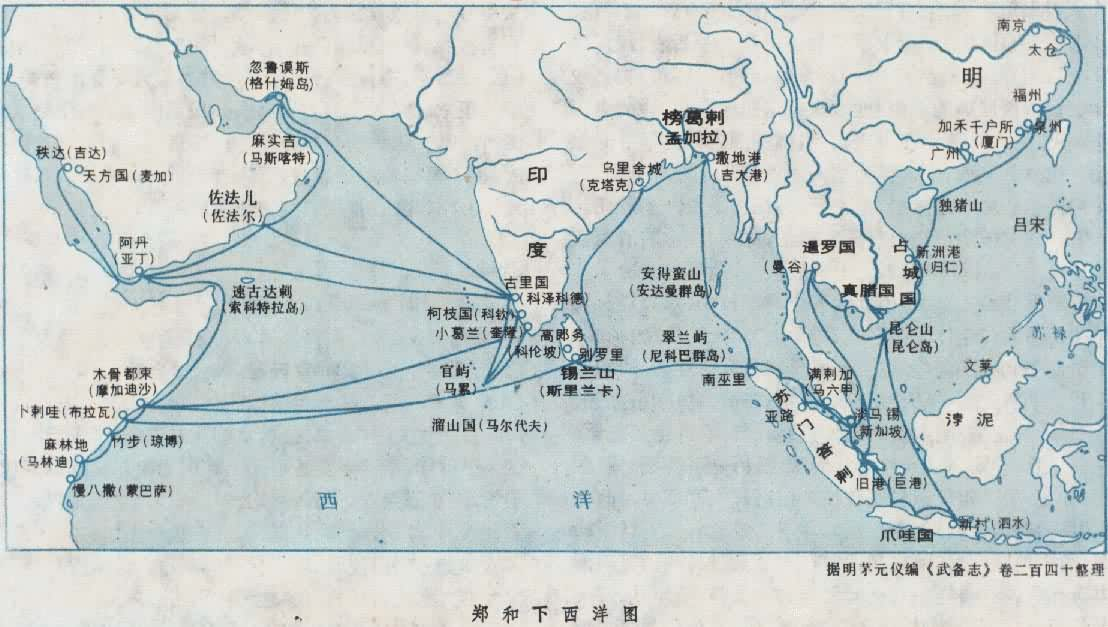 南京
太仓
明
福州
泉州
加禾千户所
(厦门)
广州
独猪山
吕宋
忽鲁谟斯
(格什姆岛)
麻实吉
(马斯喀特)
秩达(吉达)
天方国(麦加)
佐法儿
(佐法尔)
阿丹
(亚丁)
速古达剌
(索科特拉岛)
木骨都束
(摩加迪沙)
卜剌哇(布拉瓦)
竹步(琼博)
麻林地
(马林迪)
慢八撒(蒙巴萨)
印
度
榜葛剌
(孟加拉)
乌里舍城
(克塔克)
撒地港
(吉大港)
古里国
(科泽科德)
柯枝国(科钦)
小葛兰(奎隆)
高郎务
(科伦坡)
别罗里
锡兰山
(斯里兰卡)
官屿
(马累)
溜山国(马尔代夫)
安得蛮山
(安达曼群岛)
翠兰屿
(尼科巴群岛)
南巫里
暹罗国
(曼谷)
真腊国
占
城
国
新洲港
(归仁)
昆仑山
(昆仑岛)
苏禄
文莱
浡泥
满剌加
(马六甲)
亚路
苏
门
答
剌
淡马锡
(新加坡)
旧港(巨港)
新村(泗水)
爪哇国
西
洋
据明茅元仪编《武备志》卷二百四十整理
郑和下西洋图